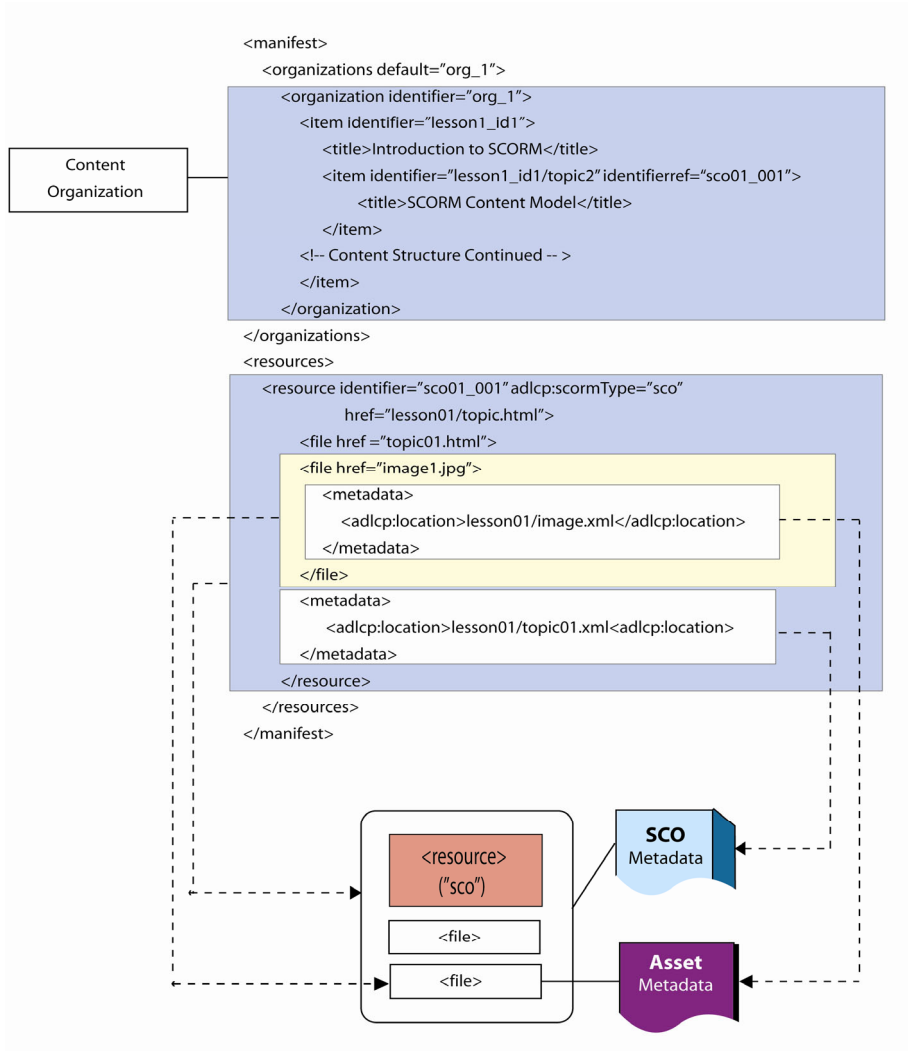 <manifest>
<organizations default=”org_1”>
<organization identifier=”org_1”>
<item identifier=”lesson1_id1”>
<title>Introduction to SCORM</title>
<item identifier=”lesson1_id1/topic2” identifierref=“sco01_001”>
<title>SCORM Content Model</title>
</item>
<!-- Content Structure Continued -- >
</item>
</organization>
</organizations>
Content
Organization
<resources>
<resource identifier=”sco01_001” adlcp:scormType=”sco”
href=”lesson01/topic.html”>
<file href =”topic01.html”>
<file href=”image1.jpg”>
<metadata>
<adlcp:location>lesson01/image.xml</adlcp:location>
</metadata>
</file>
<metadata>
<adlcp:location>lesson01/topic01.xml<adlcp:location>
</metadata>
</resource>
</resources>
</manifest>
<resource>
(”sco”)
<file>
<file>
SCO
Metadata
Asset
Metadata